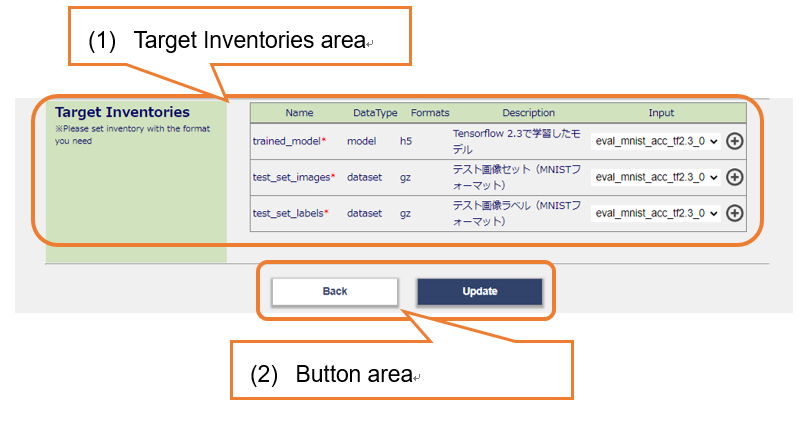 (1) Target Inventories area
Target Inventories
※Please set inventory with the format
you need
Name DataType Formats Description Input
trained_model* model h5 Tensorflow 2.3で学習したモ
デル
eval_mnist_acc_tf2.3_0
test_set_images* dataset gz テスト画像セット（MNISTフ
ォーマット）
eval_mnist_acc_tf2.3_0
test_set_labels* dataset gz テスト画像ラベル（MNISTフ
ォーマット）
eval_mnist_acc_tf2.3_0
Back Update
(2) Button area